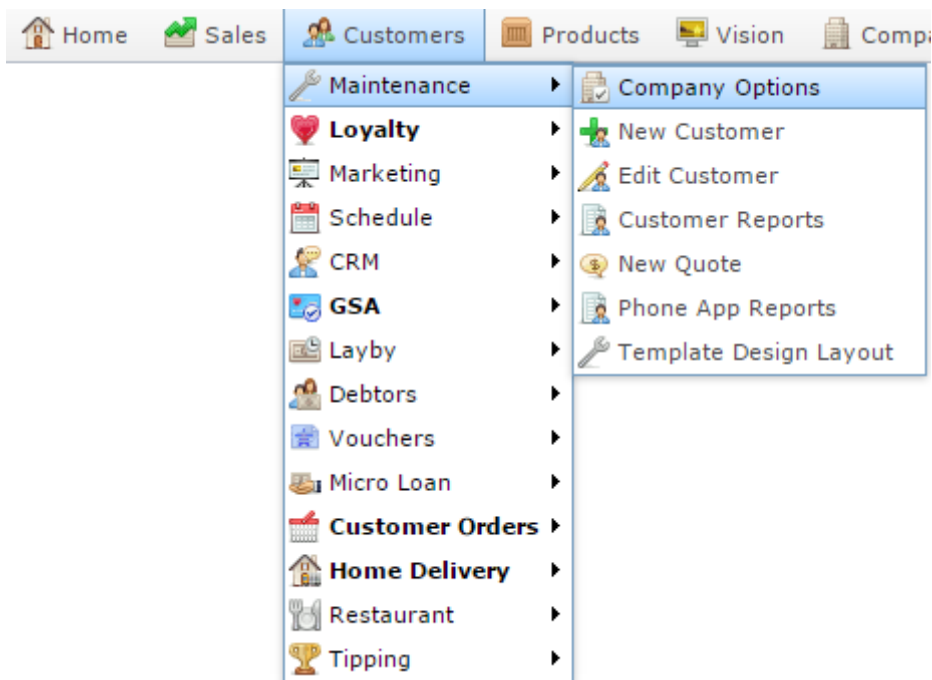 Home Sales Customers Products Vision Compa
Maintenance
Loyalty
Marketing
Schedule
CRM
GSA
Layby
Debtors
Vouchers
Micro Loan
Customer Orders
Home Delivery
Restaurant
Tipping
Company Options
New Customer
Edit Customer
Customer Reports
New Quote
Phone App Reports
Template Design Layout